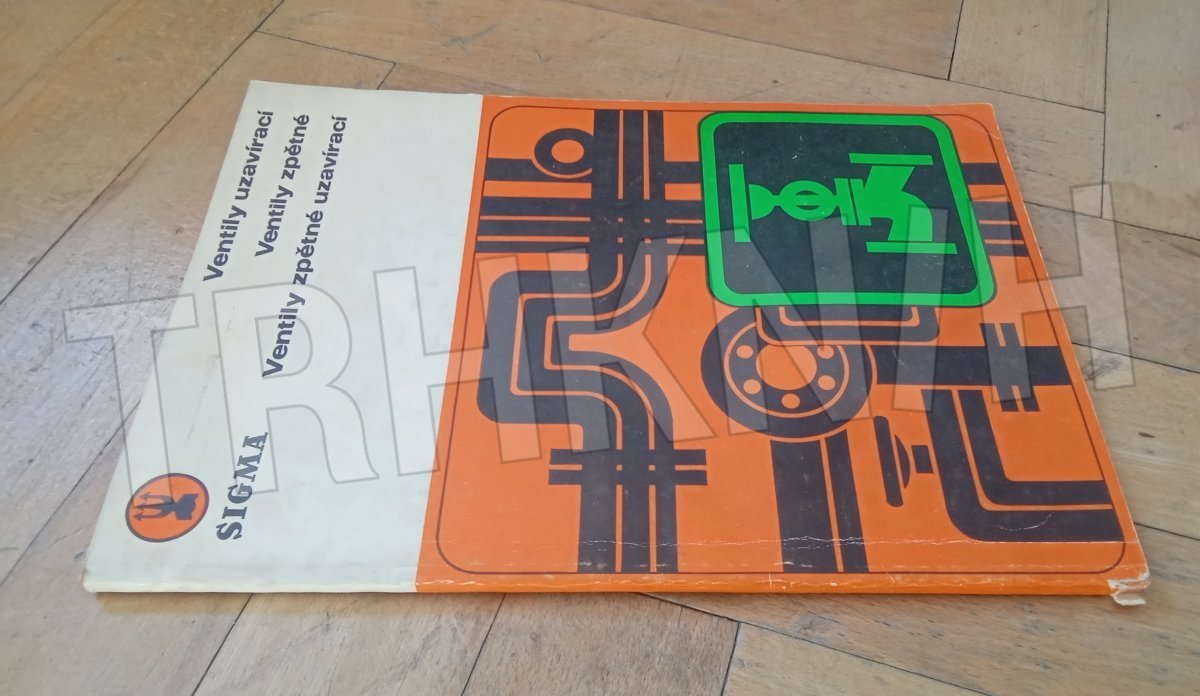 Ventily uzavírací
Ventily zpětné
Ventily zpětné uzavírací
SIGMA
TRHKNIH